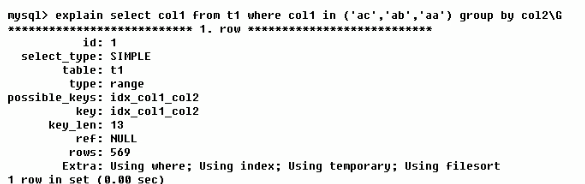 mysql> explain select col1 from t1 where col1 in ('ac','ab','aa') group by col2\G
*************************** 1. row ***************************
id: 1
select_type: SIMPLE
table: t1
type: range
possible_keys: idx_col1_col2
key: idx_col1_col2
key_len: 13
ref: NULL
rows: 569
Extra: Using where; Using index; Using temporary; Using filesort
1 row in set (0.00 sec)